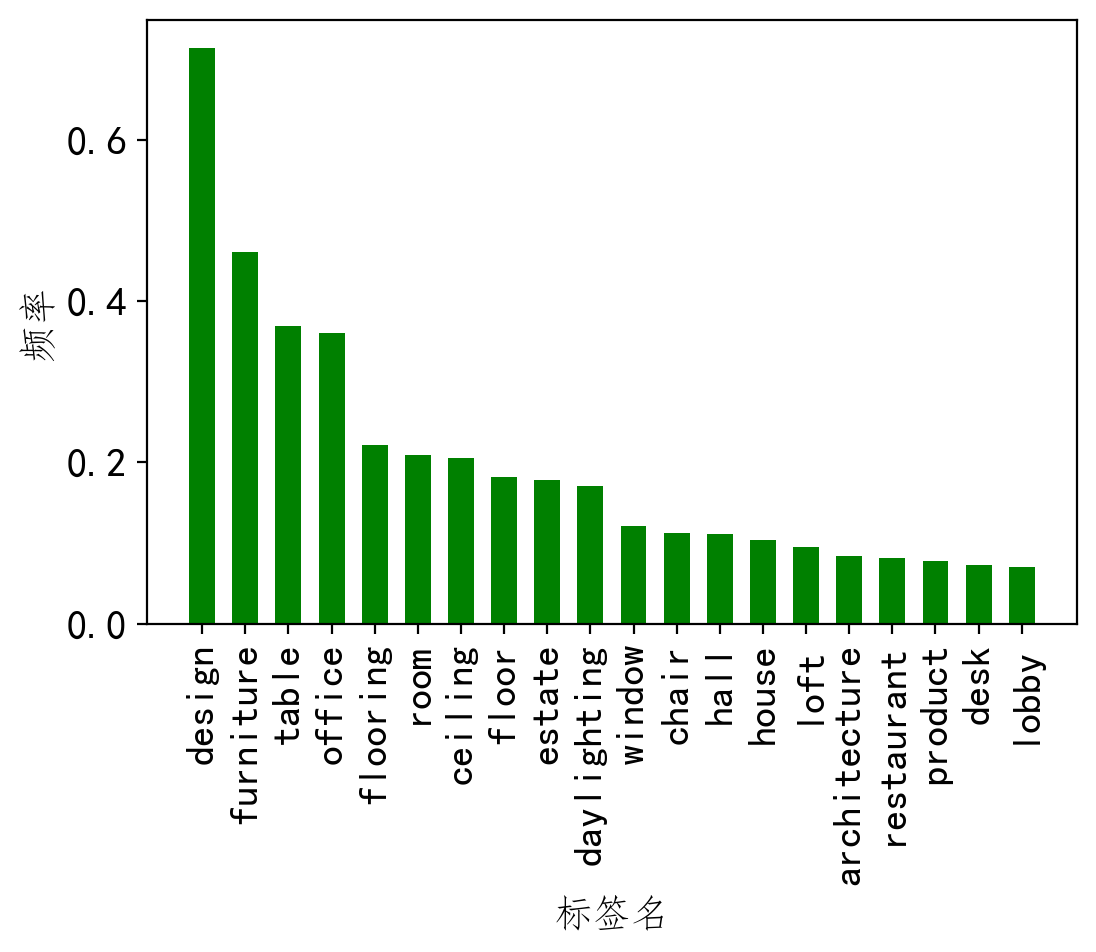 频率
0.6
0.4
0.2
0.0
design
furniture
table
office
flooring
room
ceiling
floor
estate
daylighting
window
chair
hall
house
loft
architecture
restaurant
product
desk
lobby
标签名